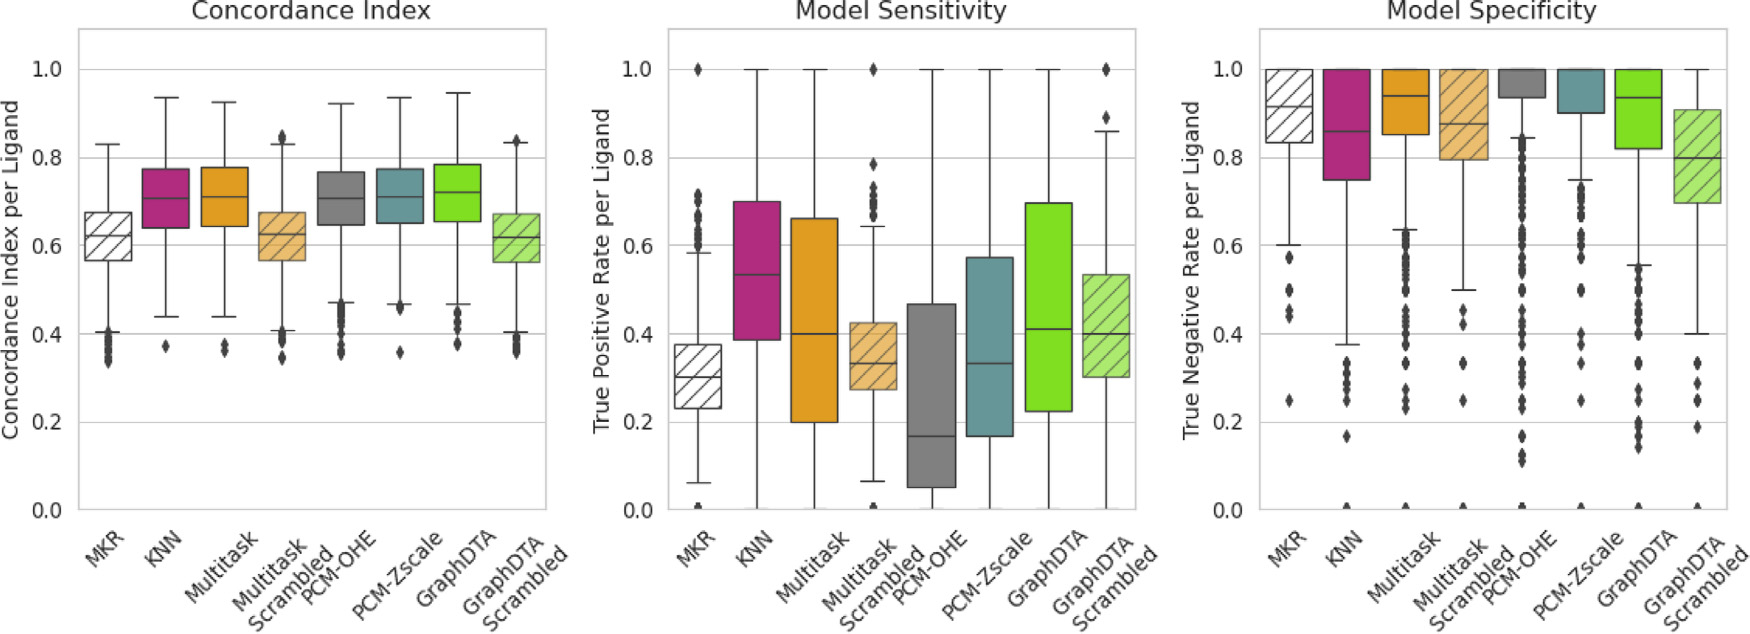 Concordance Index
Concordance Index per Ligand
1.0
0.8
0.6
0.4
0.2
0.0
MKR
KNN
Multitask
Multitask
Scrambled
PCM-OHE
PCM-Zscale
GraphDTA
GraphDTA
Scrambled
Model Sensitivity
True Positive Rate per Ligand
1.0
0.8
0.6
0.4
0.2
0.0
MKR
KNN
Multitask
Multitask
Scrambled
PCM-OHE
PCM-Zscale
GraphDTA
GraphDTA
Scrambled
Model Specificity
True Negative Rate per Ligand
1.0
0.8
0.6
0.4
0.2
0.0
MKR
KNN
Multitask
Multitask
Scrambled
PCM-OHE
PCM-Zscale
GraphDTA
GraphDTA
Scrambled